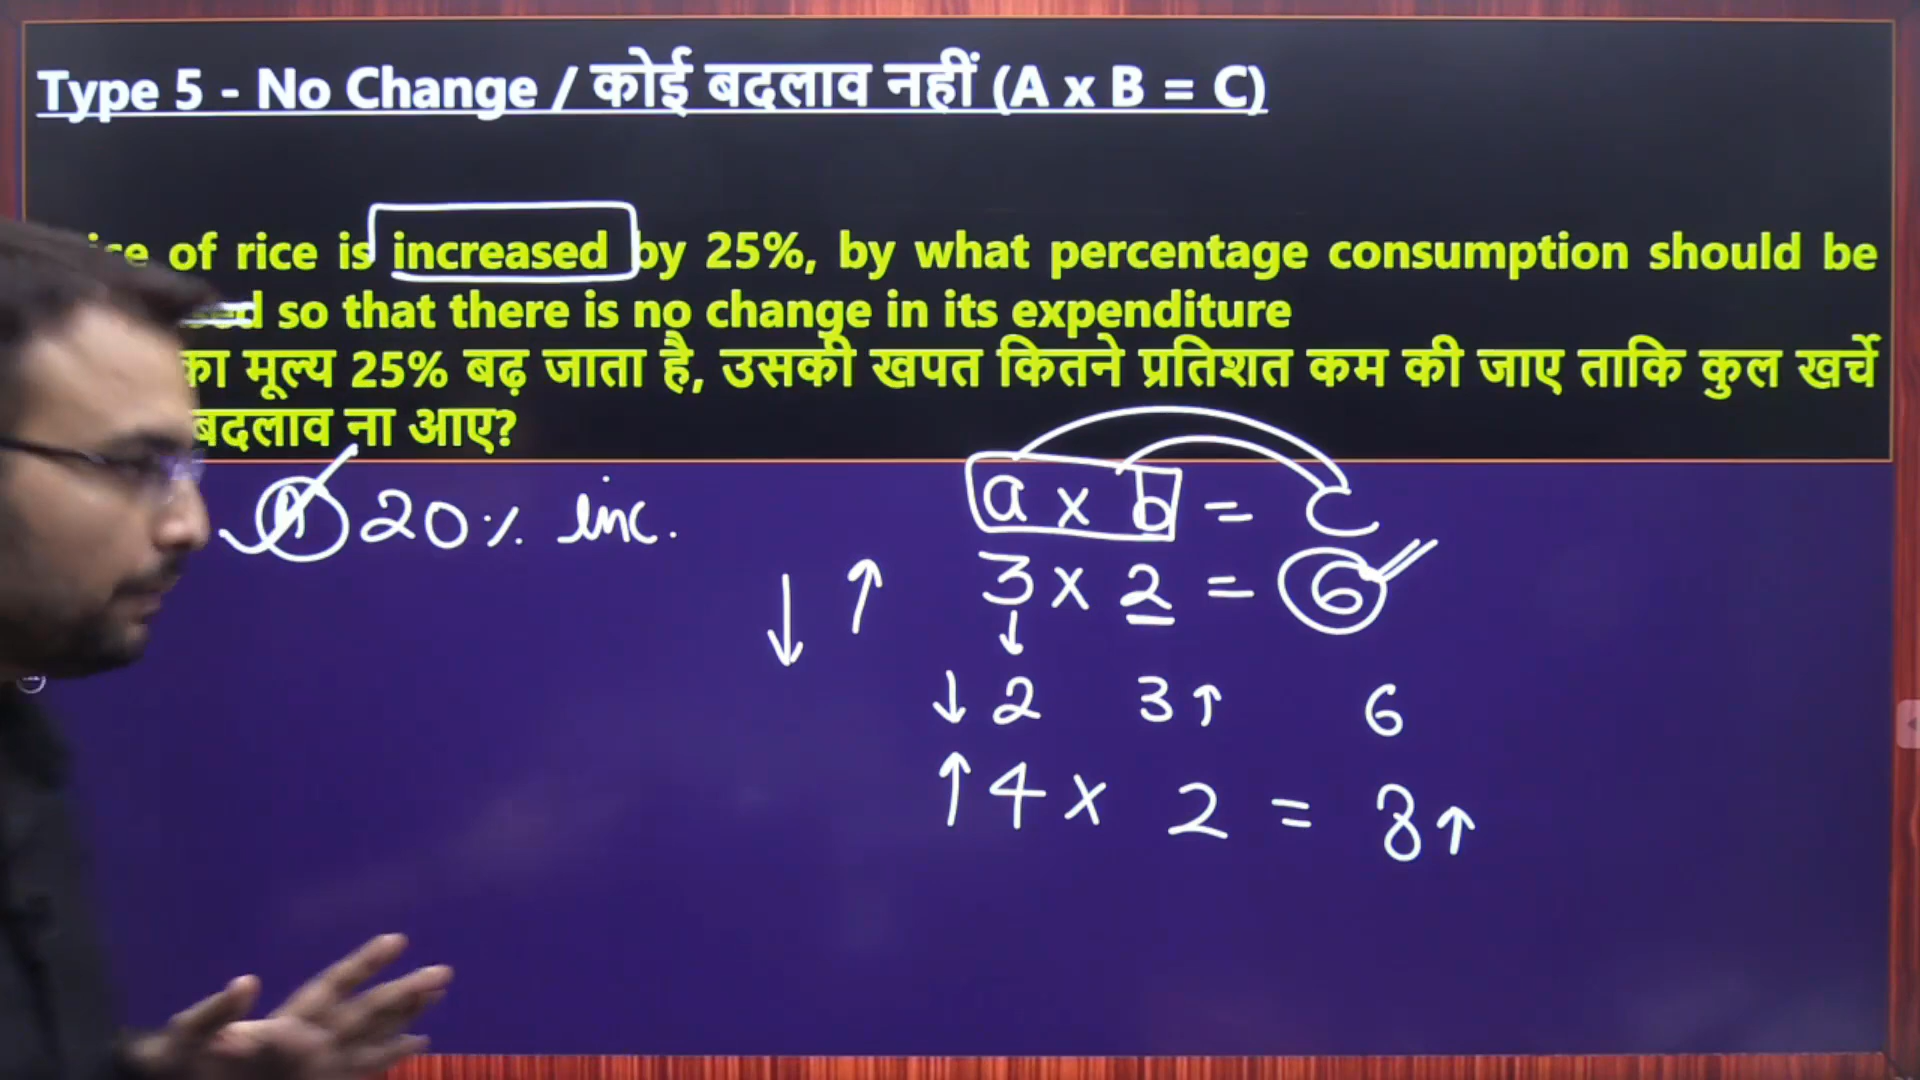 Type 5 - No Change / कोई बदलाव नहीं (A x B = C)
of rice is increased by 25%, by what percentage consumption should be
so that there is no change in its expenditure
का मूल्य 25% बढ़ जाता है, उसकी खपत कितने प्रतिशत कम की जाए ताकि कुल खर्चे
बदलाव ना आए?
20% inc.
a x b = C
↓ ↑ 3 x 2 = 6
↓
↓ 2 3 ↑ 6
↑ 4 x 2 = 8 ↑